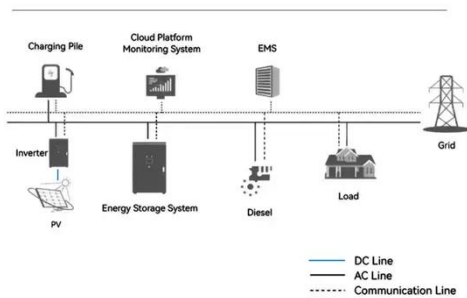 Charging Pile
Cloud Platform
Monitoring System
EMS
Grid
Inverter
PV
Energy Storage System
Diesel
Load
DC Line
AC Line
Communication Line